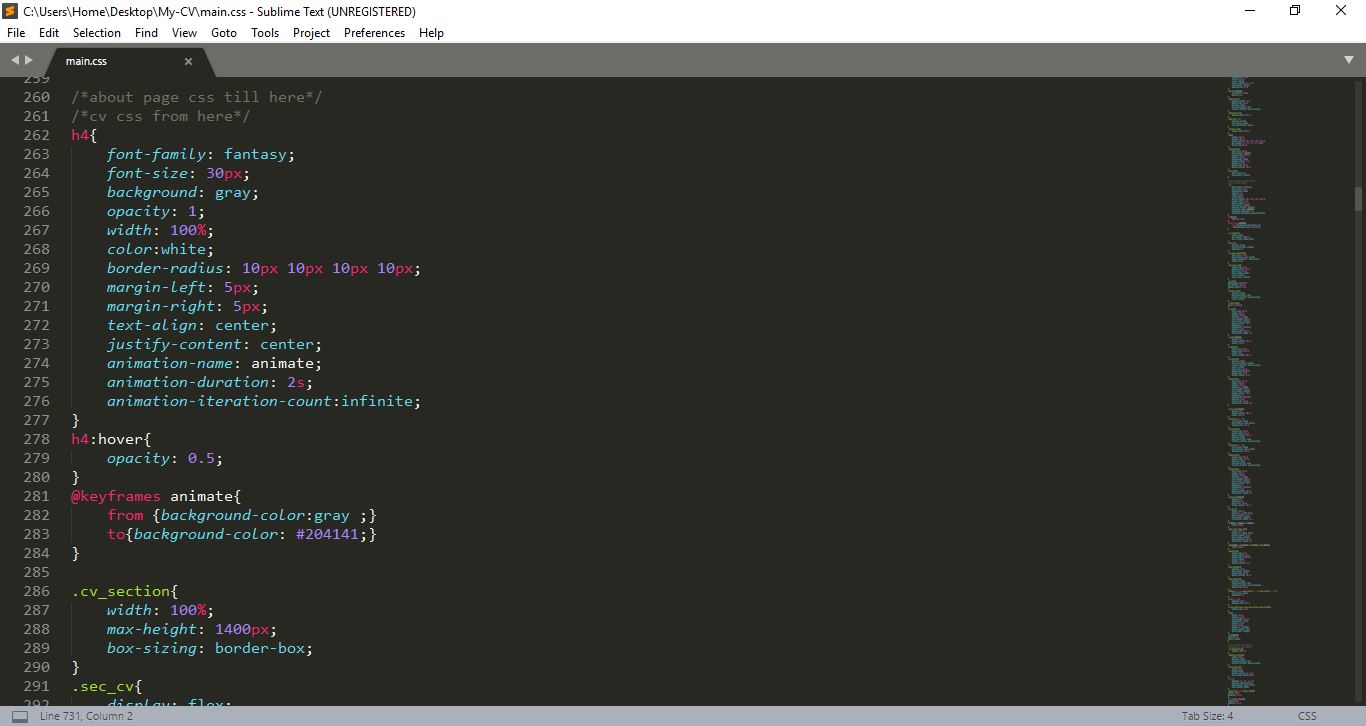 C:\Users\Home\Desktop\My-CV\main.css - Sublime Text (UNREGISTERED)
File Edit Selection Find View Goto Tools Project Preferences Help
main.css
259
260 /*about page css till here*/
261 /*cv css from here*/
262 h4{
263     font-family: fantasy;
264     font-size: 30px;
265     background: gray;
266     opacity: 1;
267     width: 100%;
268     color:white;
269     border-radius: 10px 10px 10px 10px;
270     margin-left: 5px;
271     margin-right: 5px;
272     text-align: center;
273     justify-content: center;
274     animation-name: animate;
275     animation-duration: 2s;
276     animation-iteration-count:infinite;
277 }
278 h4:hover{
279     opacity: 0.5;
280 }
281 @keyframes animate{
282     from {background-color:gray ;}
283     to{background-color: #204141;}
284 }
285
286 .cv_section{
287     width: 100%;
288     max-height: 1400px;
289     box-sizing: border-box;
290 }
291 .sec_cv{
292     display: flex;
Line 731, Column 2 Tab Size: 4 CSS